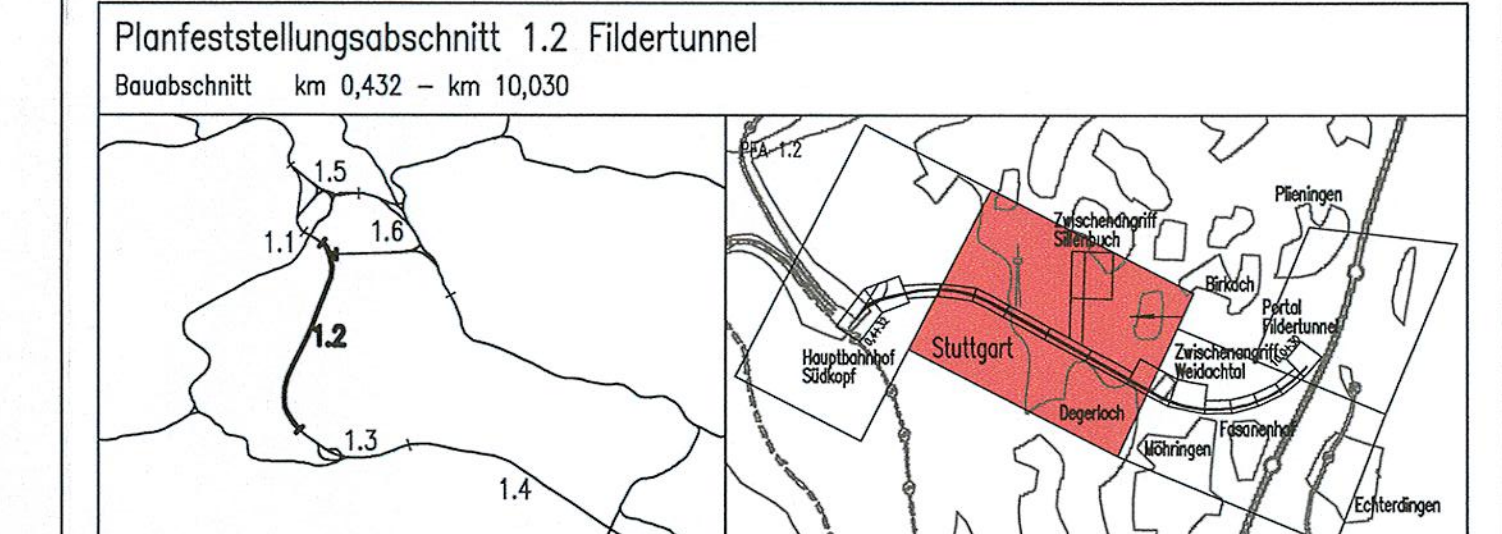 Planfeststellungsabschnitt 1.2 Fildertunnel
Bauabschnitt km 0,432 – km 10,030
1.5
1.1
1.6
1.2
1.3
1.4
PFA 1.2
Plieningen
Zwischenangriff
Sillenbuch
Birkach
Portal
Fildertunnel
Hauptbahnhof
Südkopf
Stuttgart
Zwischenangriff
Weidachtal
Degerloch
Fasanenhof
Möhringen
Echterdingen